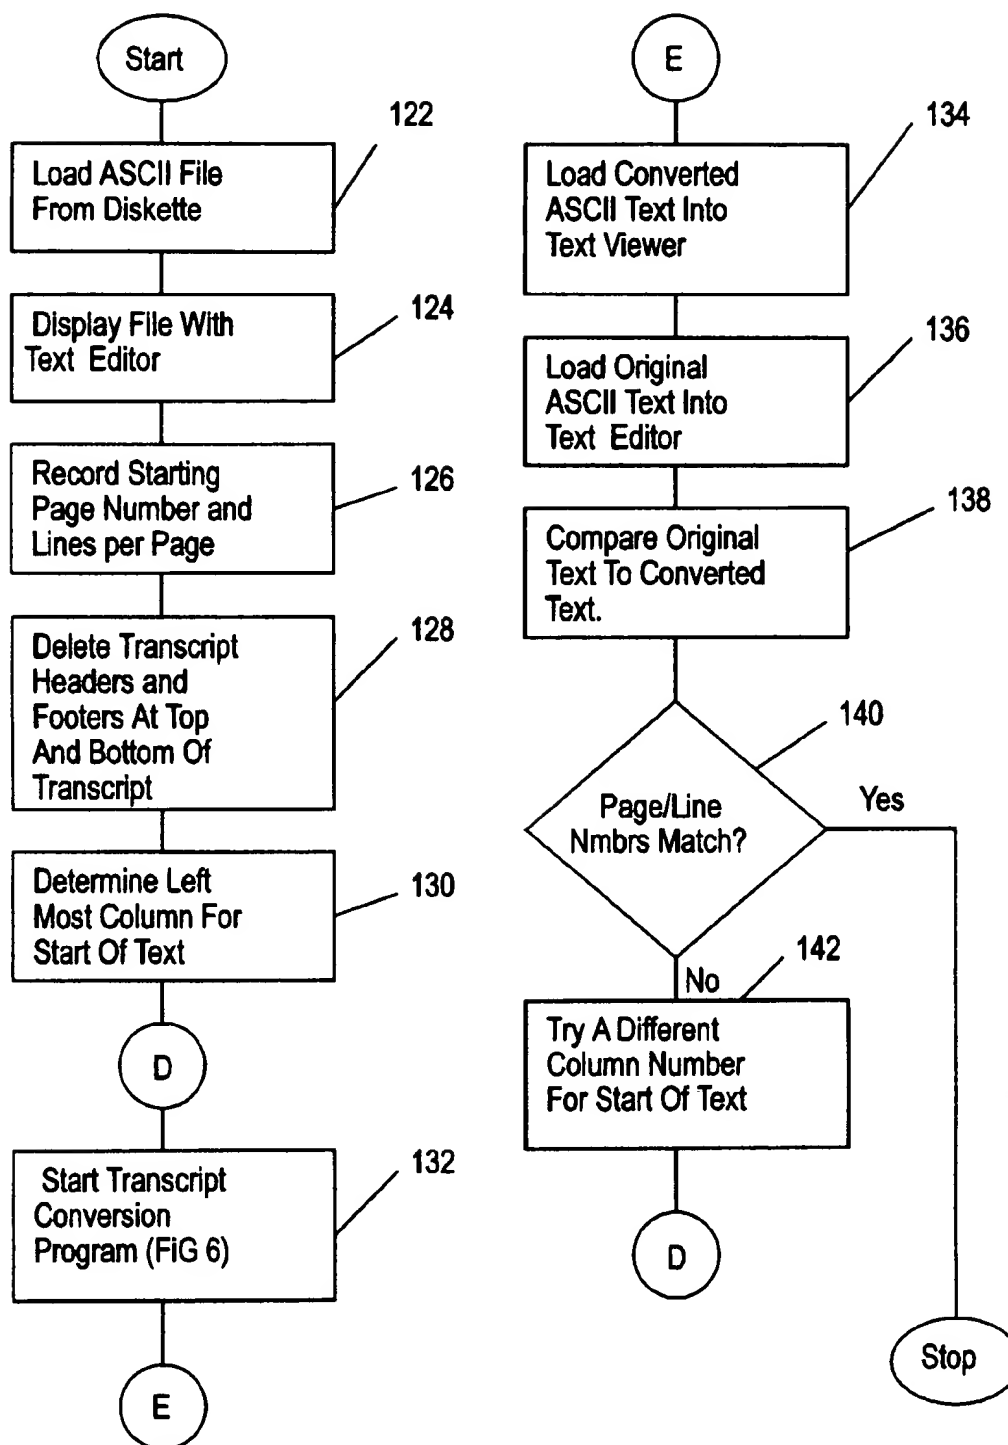 Start
122
Load ASCII File
From Diskette
124
Display File With
Text Editor
126
Record Starting
Page Number and
Lines per Page
128
Delete Transcript
Headers and
Footers At Top
And Bottom Of
Transcript
130
Determine Left
Most Column For
Start Of Text
D
132
Start Transcript
Conversion
Program (FiG 6)
E
E
134
Load Converted
ASCII Text Into
Text Viewer
136
Load Original
ASCII Text Into
Text Editor
138
Compare Original
Text To Converted
Text.
140
Page/Line
Nmbrs Match?
Yes
No
142
Try A Different
Column Number
For Start Of Text
D
Stop